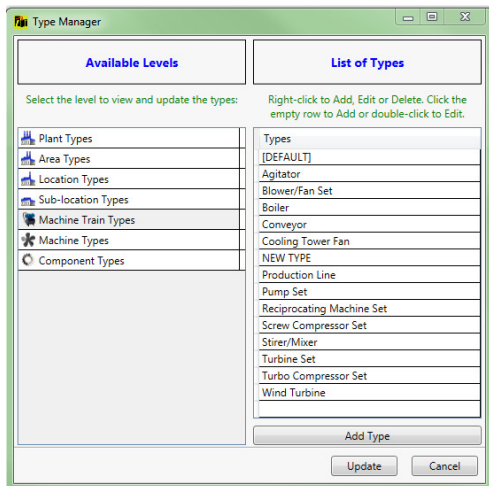 Type Manager
Available Levels
Select the level to view and update the types:
Plant Types
Area Types
Location Types
Sub-location Types
Machine Train Types
Machine Types
Component Types
List of Types
Right-click to Add, Edit or Delete. Click the
empty row to Add or double-click to Edit.
Types
[DEFAULT]
Agitator
Blower/Fan Set
Boiler
Conveyor
Cooling Tower Fan
NEW TYPE
Production Line
Pump Set
Reciprocating Machine Set
Screw Compressor Set
Stirer/Mixer
Turbine Set
Turbo Compressor Set
Wind Turbine
Add Type
Update
Cancel